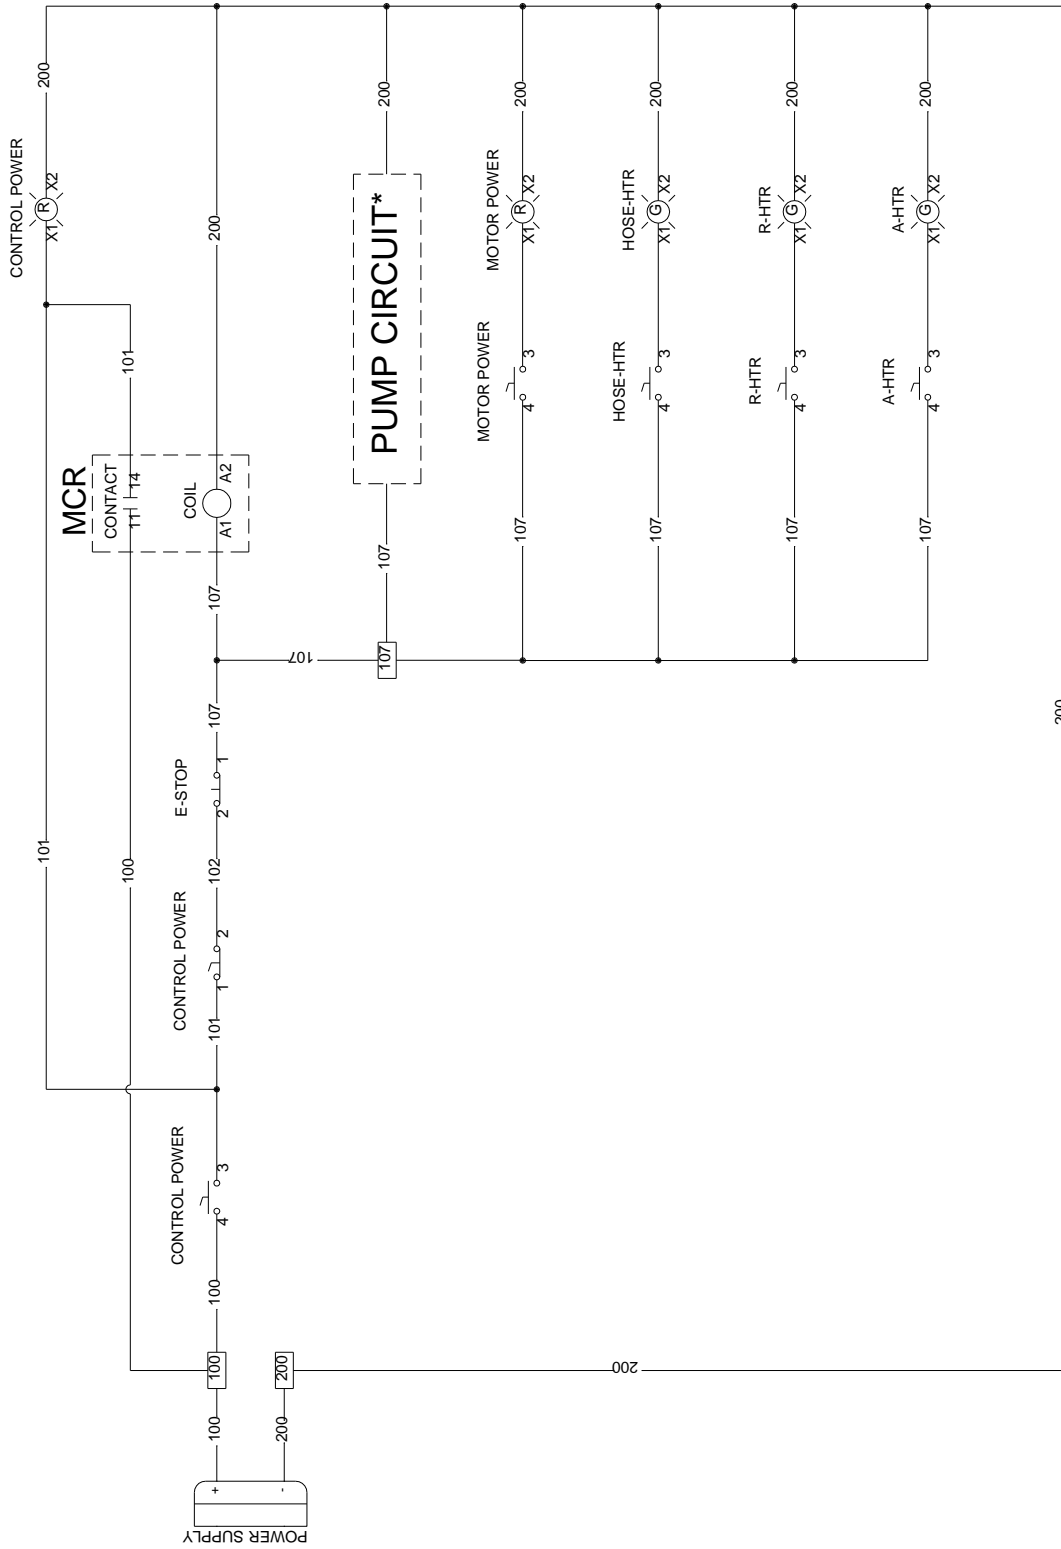 POWER SUPPLY
+
-
100
200
100
200
100
4
CONTROL POWER
3
101
1
CONTROL POWER
2
102
2
E-STOP
1
107
107
A1
COIL
A2
200
100
MCR
11
CONTACT
14
101
101
X1
CONTROL POWER
R
X2
200
107
107
107
PUMP CIRCUIT*
200
107
4
MOTOR POWER
3
X1
MOTOR POWER
R
X2
200
107
4
HOSE-HTR
3
X1
HOSE-HTR
G
X2
200
107
4
R-HTR
3
X1
R-HTR
G
X2
200
107
4
A-HTR
3
X1
A-HTR
G
X2
200
200
200